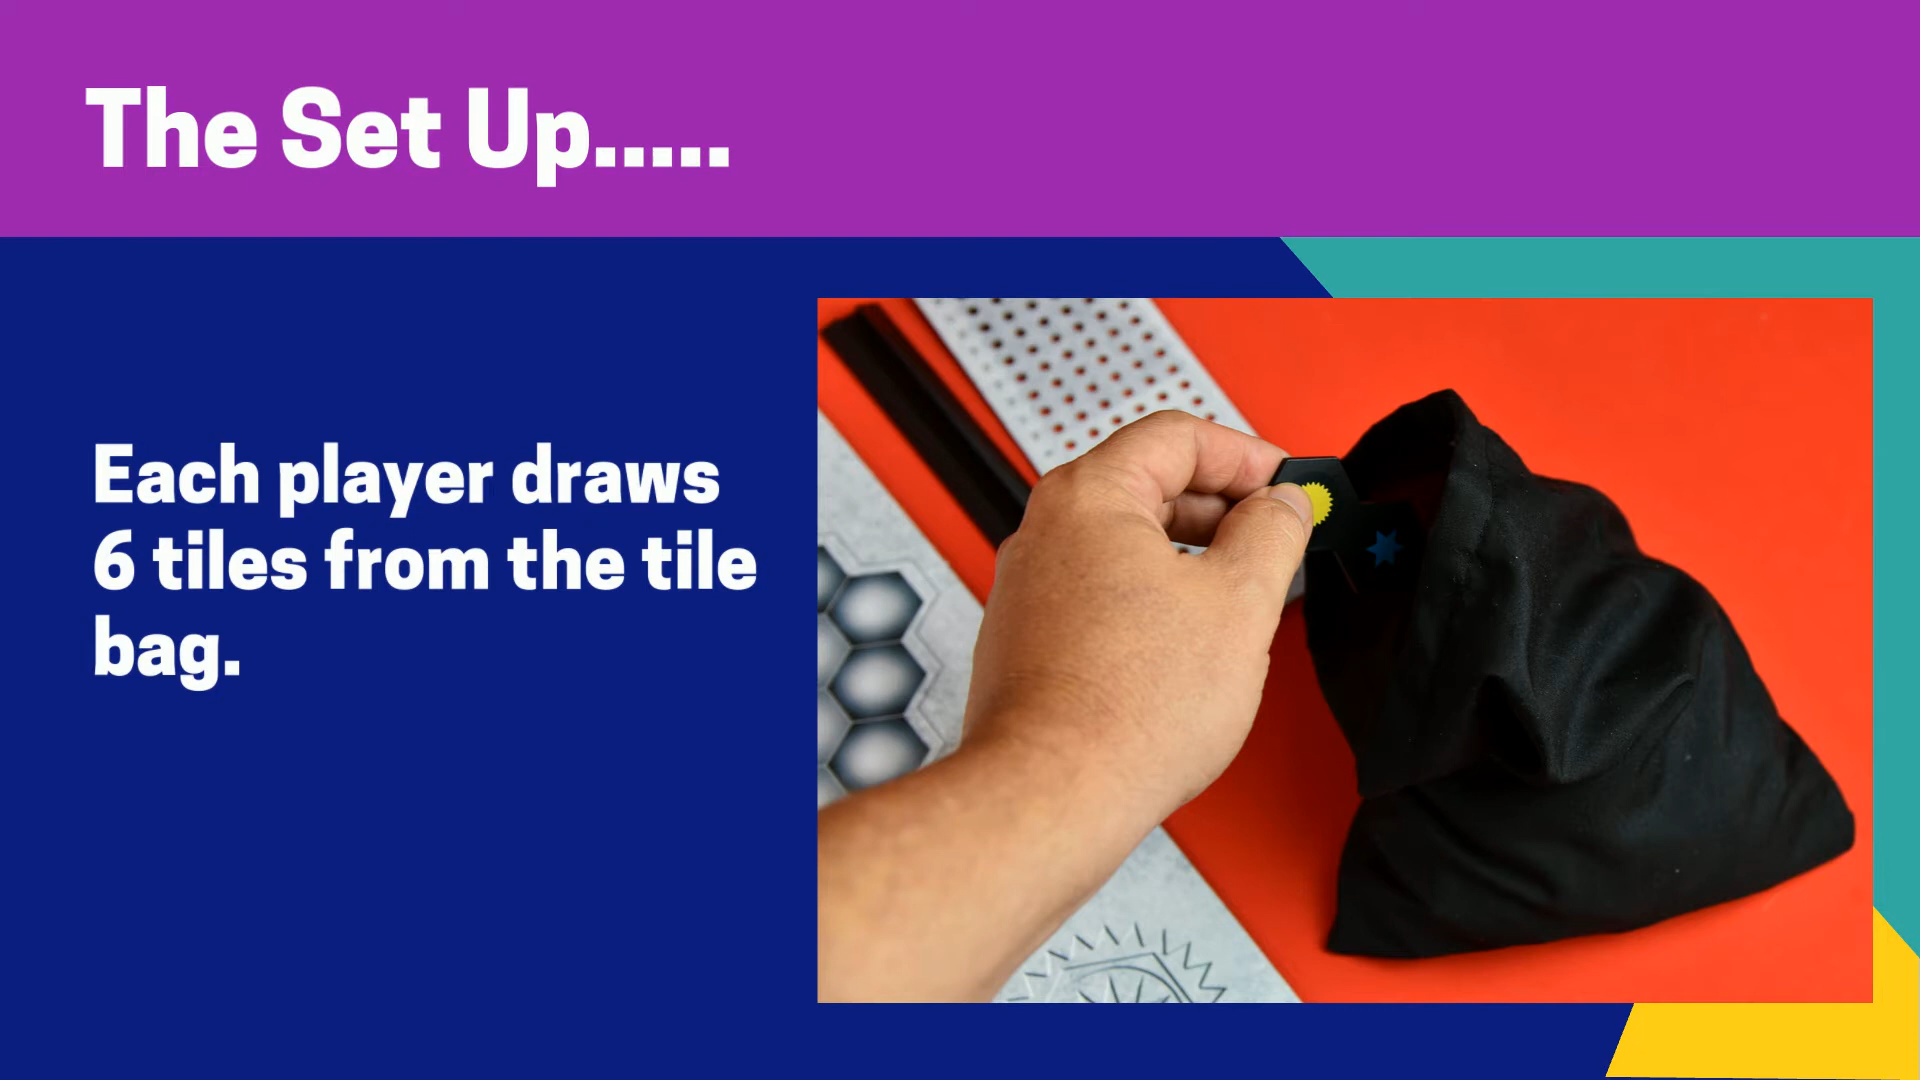 The Set Up.....
Each player draws
6 tiles from the tile
bag.